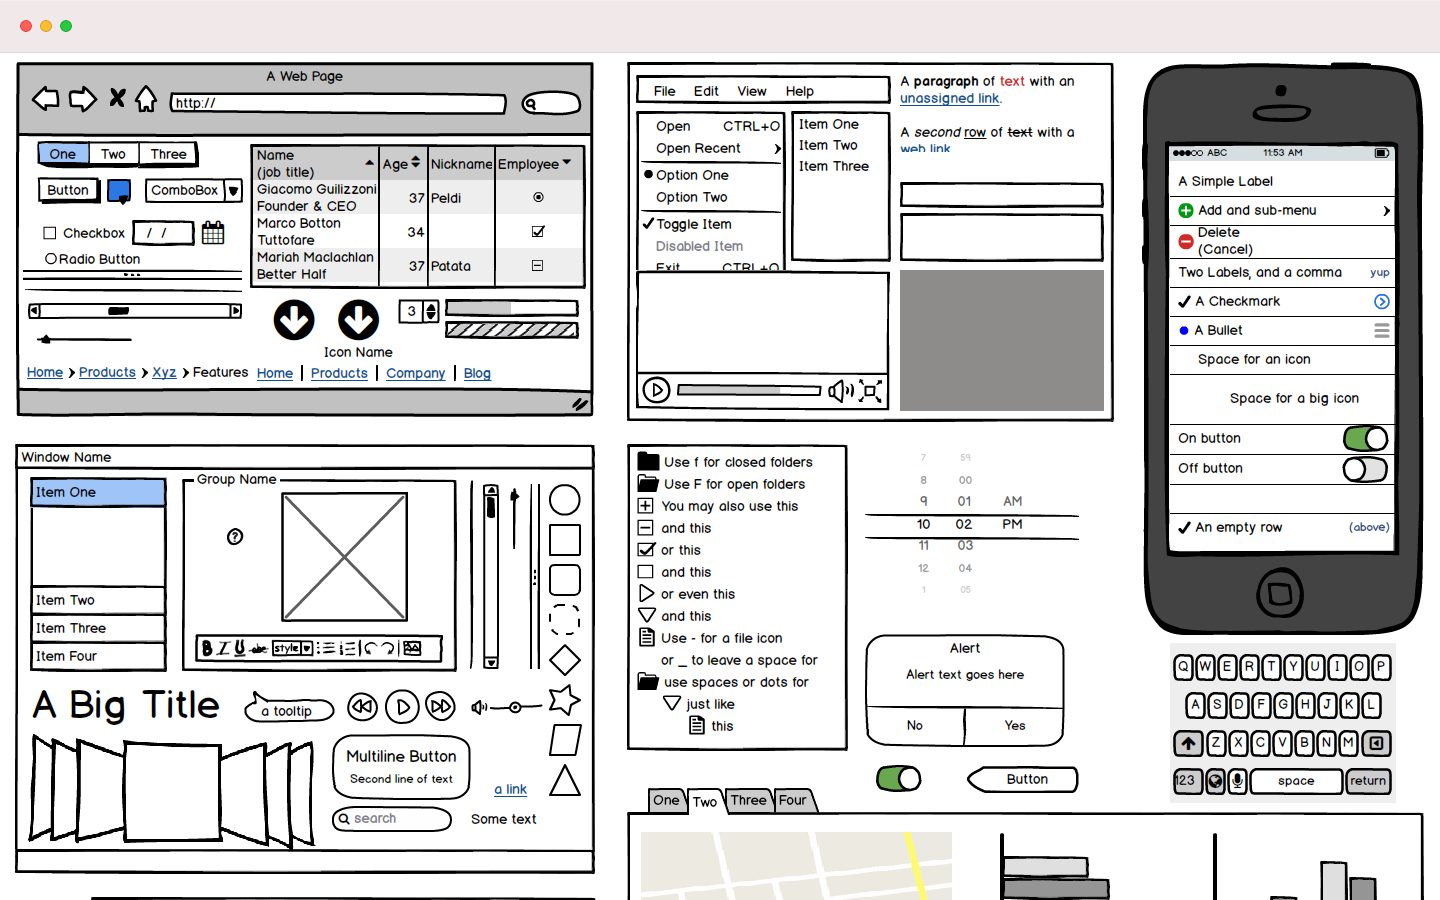 A Web Page
http://
One Two Three
Button ComboBox
Checkbox / /
Radio Button
Name
(job title) Age Nickname Employee
Giacomo Guilizzoni
Founder & CEO 37 Peldi
Marco Botton
Tuttofare 34
Mariah Maclachlan
Better Half 37 Patata
3
Icon Name
Home Products Xyz Features
Home Products Company Blog
File Edit View Help
Open CTRL+O
Open Recent
Option One
Option Two
Toggle Item
Disabled Item
Exit CTRL+Q
Item One
Item Two
Item Three
A paragraph of text with an
unassigned link.
A second row of text with a
web link
ABC 11:53 AM
A Simple Label
Add and sub-menu
Delete
(Cancel)
Two Labels, and a comma yup
A Checkmark
A Bullet
Space for an icon
Space for a big icon
On button
Off button
An empty row (above)
Window Name
Item One
Item Two
Item Three
Item Four
Group Name
?
B I U abc style
A Big Title
a tooltip
Multiline Button
Second line of text
search
a link
Some text
Use f for closed folders
Use F for open folders
You may also use this
and this
or this
and this
or even this
and this
Use - for a file icon
or _ to leave a space for
use spaces or dots for
just like
this
7 59
8 00
9 01 AM
10 02 PM
11 03
12 04
1 05
Alert
Alert text goes here
No Yes
Button
Q W E R T Y U I O P
A S D F G H J K L
Z X C V B N M
123 space return
One Two Three Four